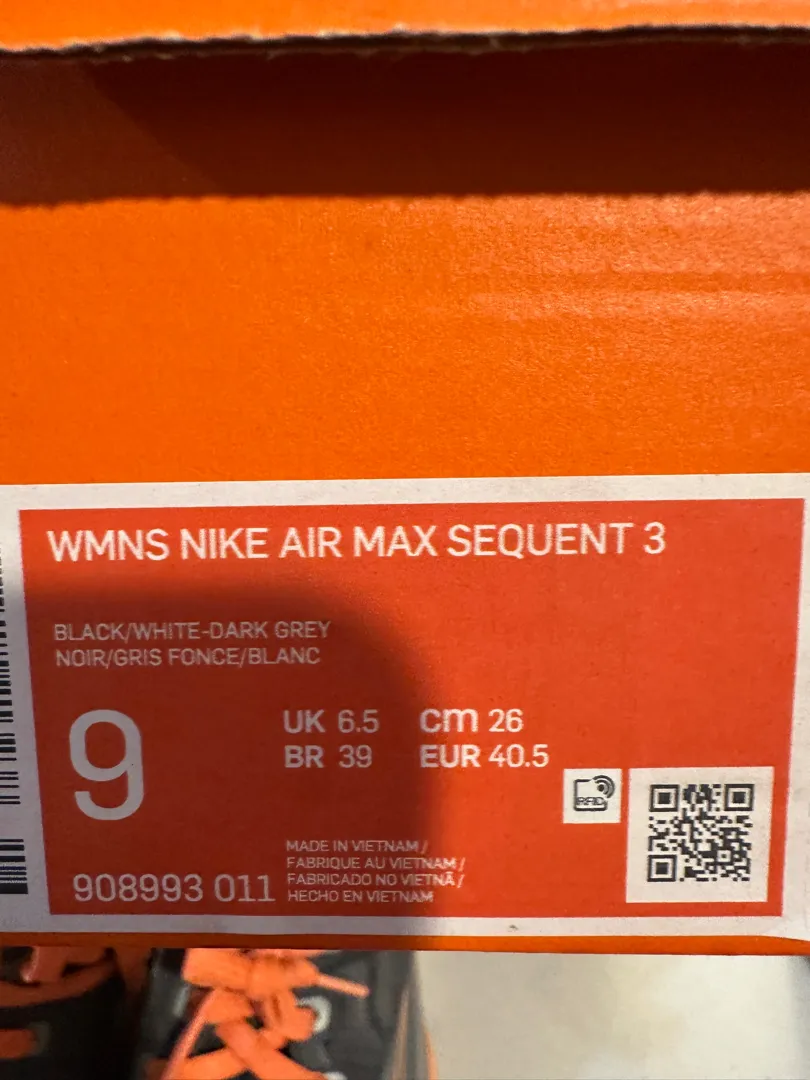 WMNS NIKE AIR MAX SEQUENT 3
BLACK/WHITE-DARK GREY
NOIR/GRIS FONCE/BLANC
9
UK 6.5 cm 26
BR 39 EUR 40.5
RFID
908993 011
MADE IN VIETNAM /
FABRIQUE AU VIETNAM /
FABRICADO NO VIETNÃ /
HECHO EN VIETNAM